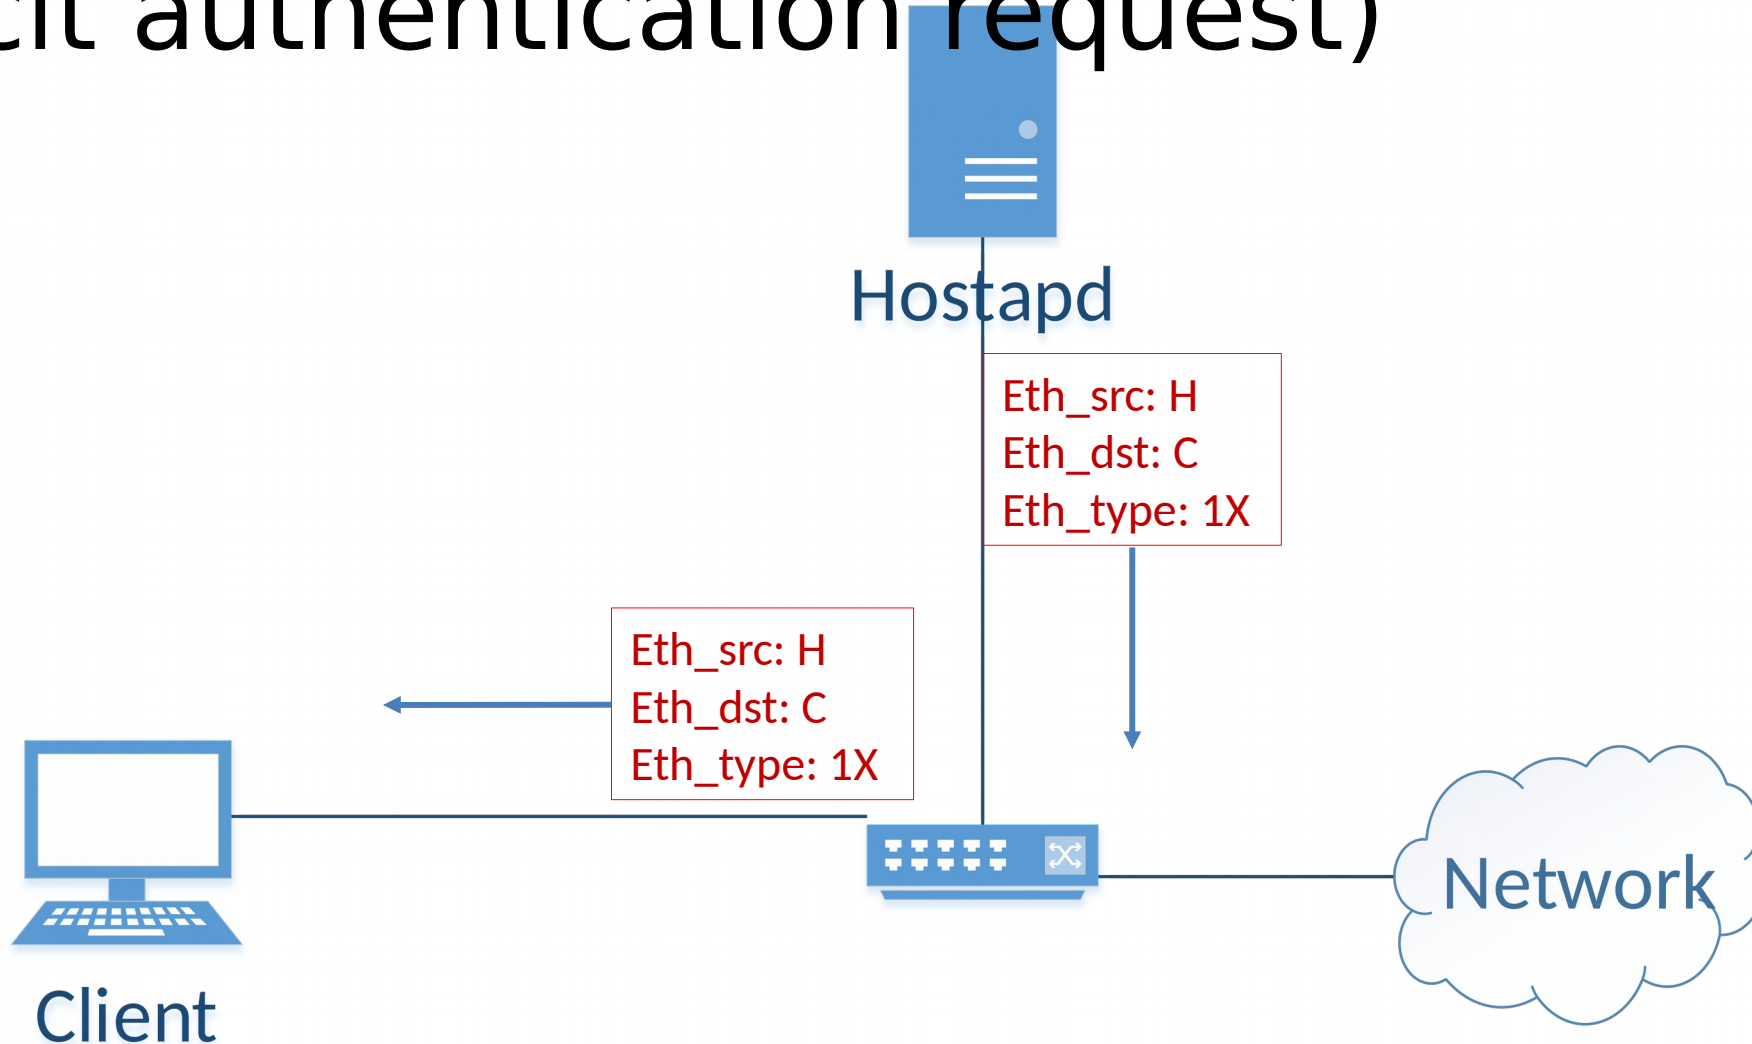 authentication request)
Hostapd
Eth_src: H
Eth_dst: C
Eth_type: 1X
Eth_src: H
Eth_dst: C
Eth_type: 1X
Network
Client